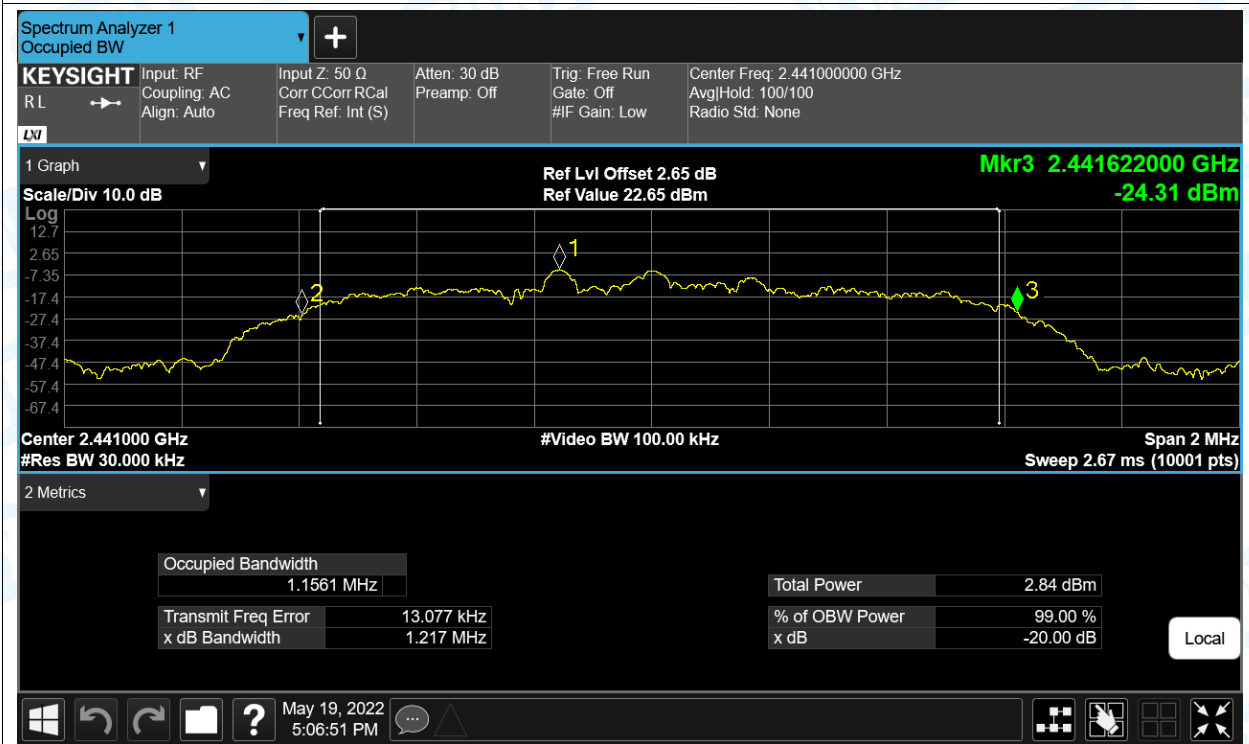 Spectrum Analyzer 1
Occupied BW
KEYSIGHT
R L
LXI
Input: RF
Coupling: AC
Align: Auto
Input Z: 50 Ω
Corr CCorr RCal
Freq Ref: Int (S)
Atten: 30 dB
Preamp: Off
Trig: Free Run
Gate: Off
#IF Gain: Low
Center Freq: 2.441000000 GHz
Avg|Hold: 100/100
Radio Std: None
1 Graph
Scale/Div 10.0 dB
Ref Lvl Offset 2.65 dB
Ref Value 22.65 dBm
Mkr3 2.441622000 GHz
-24.31 dBm
Log
12.7
2.65
-7.35
-17.4
-27.4
-37.4
-47.4
-57.4
-67.4
1
2
3
Center 2.441000 GHz
#Res BW 30.000 kHz
#Video BW 100.00 kHz
Span 2 MHz
Sweep 2.67 ms (10001 pts)
2 Metrics
Occupied Bandwidth
1.1561 MHz
Transmit Freq Error 13.077 kHz
x dB Bandwidth 1.217 MHz
Total Power 2.84 dBm
% of OBW Power 99.00 %
x dB -20.00 dB
Local
?
May 19, 2022
5:06:51 PM